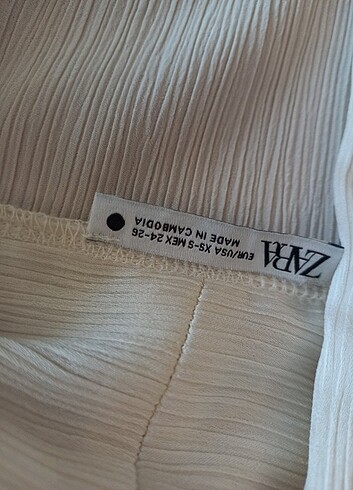 ZARA
EUR/USA XS-S MEX 24-26
MADE IN CAMBODIA